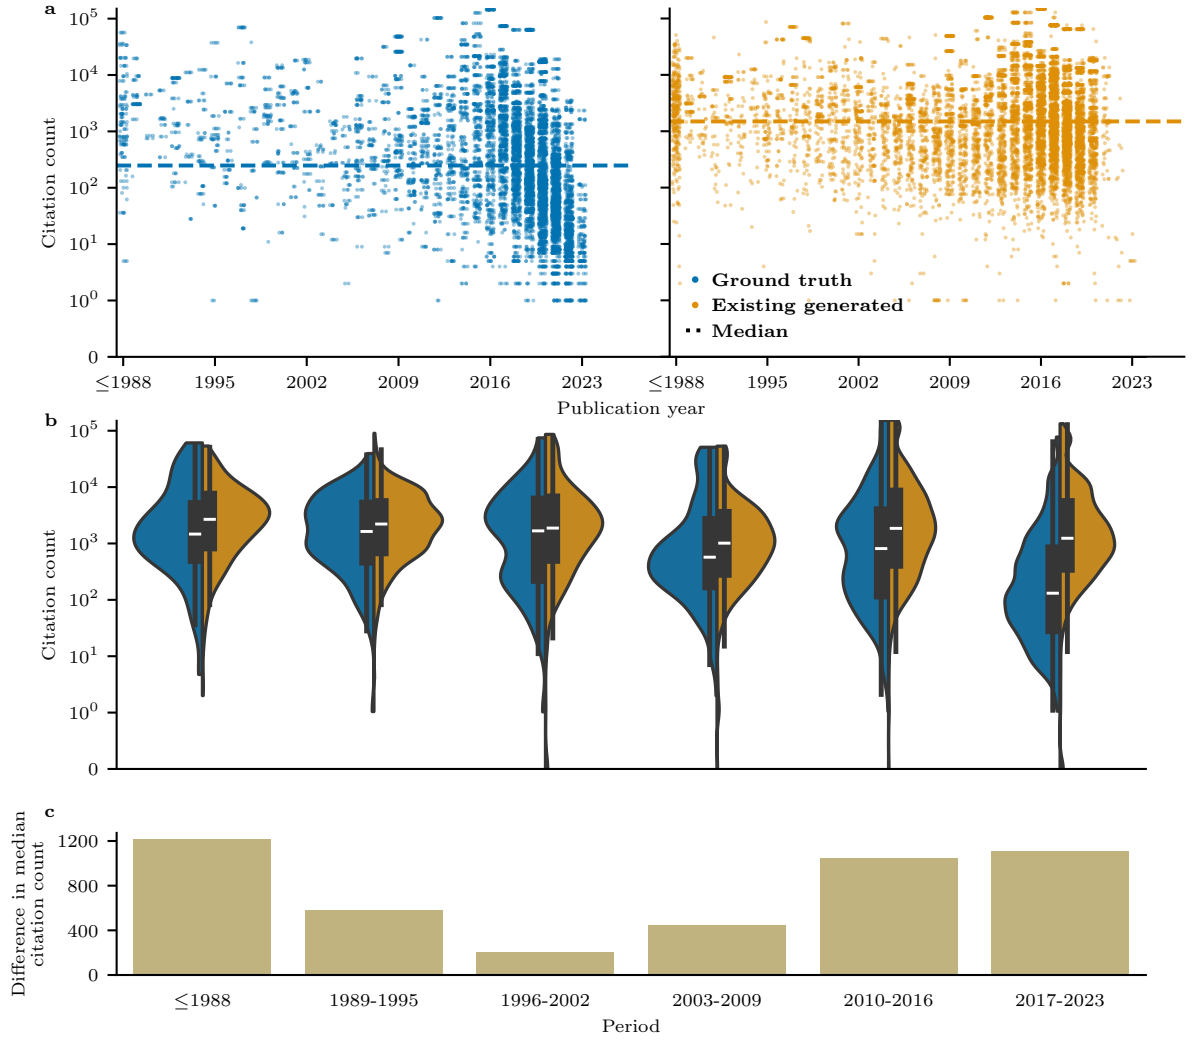 a
10⁵
10⁴
10³
10²
10¹
10⁰
0
Citation count
≤1988 1995 2002 2009 2016 2023
≤1988 1995 2002 2009 2016 2023
Publication year
Ground truth
Existing generated
Median
b
10⁵
10⁴
10³
10²
10¹
10⁰
0
Citation count
c
1200
800
400
0
Difference in median
citation count
≤1988 1989-1995 1996-2002 2003-2009 2010-2016 2017-2023
Period